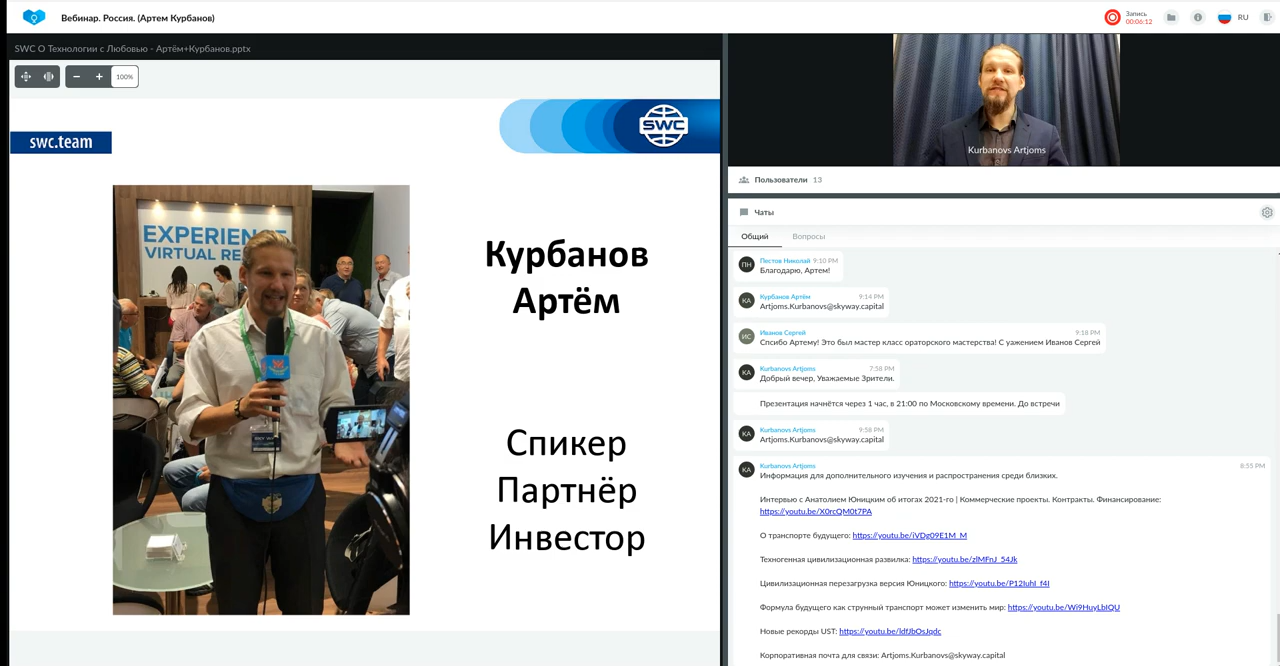 Вебинар. Россия. (Артем Курбанов)
Запись
00:06:12
RU
SWC О Технологии с Любовью - Артём+Курбанов.pptx
100%
swc.team
SWC
EXPERIENCE
VIRTUAL RE
SKY WAY
Курбанов
Артём
Спикер
Партнёр
Инвестор
Kurbanovs Artjoms
Пользователи 13
Чаты
Общий Вопросы
ПН Пестов Николай 9:10 PM
Благодарю, Артем!
КА Курбанов Артём 9:14 PM
Artjoms.Kurbanovs@skyway.capital
ИС Иванов Сергей 9:18 PM
Спсибо Артему! Это был мастер класс ораторского мастерства! С уажением Иванов Сергей
KA Kurbanovs Artjoms 7:58 PM
Добрый вечер, Уважаемые Зрители.
Презентация начнётся через 1 час, в 21:00 по Московскому времени. До встречи
KA Kurbanovs Artjoms 9:58 PM
Artjoms.Kurbanovs@skyway.capital
KA Kurbanovs Artjoms 8:55 PM
Информация для дополнительного изучения и распространения среди близких.
Интервью с Анатолием Юницким об итогах 2021-го | Коммерческие проекты. Контракты. Финансирование:
https://youtu.be/X0rcQM0t7PA
О транспорте будущего: https://youtu.be/iVDg09E1M_M
Техногенная цивилизационная развилка: https://youtu.be/zlMFnJ_54Jk
Цивилизационная перезагрузка версия Юницкого: https://youtu.be/P12Iuhl_f4I
Формула будущего как струнный транспорт может изменить мир: https://youtu.be/Wi9HuyLbIQU
Новые рекорды UST: https://youtu.be/ldfJbOsJqdc
Корпоративная почта для связи: Artjoms.Kurbanovs@skyway.capital